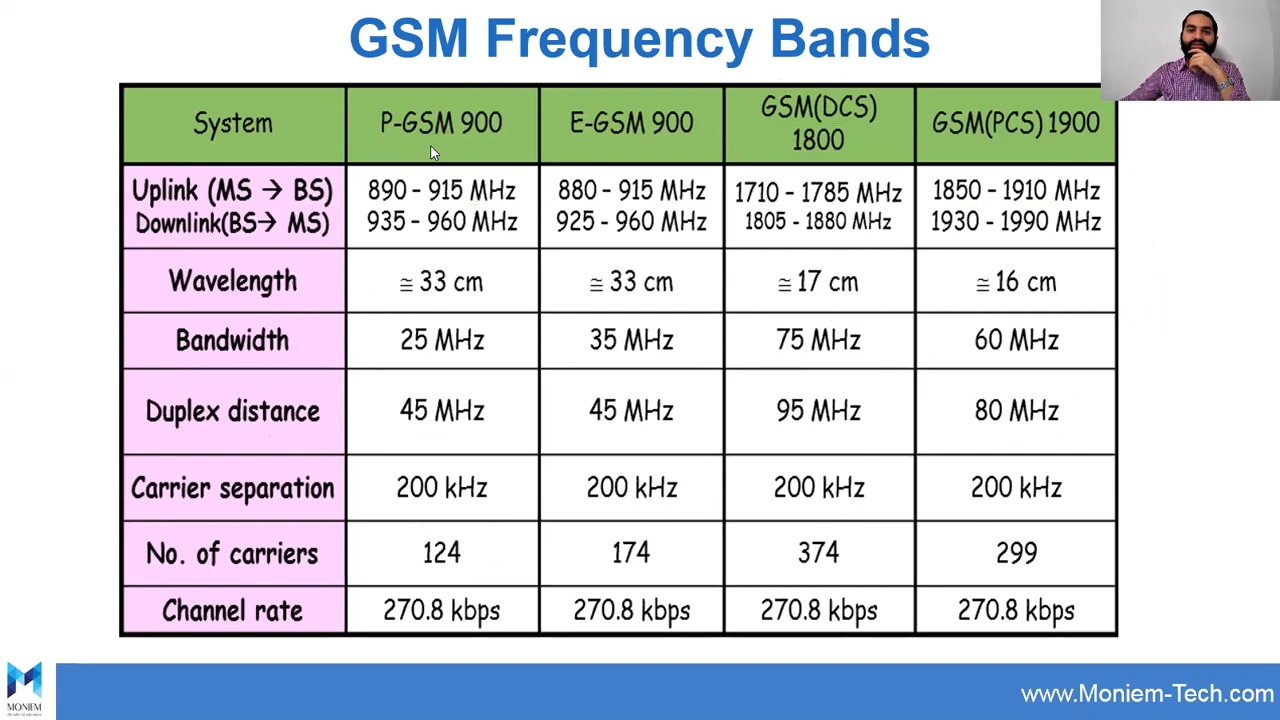 GSM Frequency Bands
System P-GSM 900 E-GSM 900 GSM(DCS) 1800 GSM(PCS) 1900
Uplink (MS → BS) 890 - 915 MHz 880 - 915 MHz 1710 - 1785 MHz 1850 - 1910 MHz
Downlink(BS→ MS) 935 - 960 MHz 925 - 960 MHz 1805 - 1880 MHz 1930 - 1990 MHz
Wavelength ≅ 33 cm ≅ 33 cm ≅ 17 cm ≅ 16 cm
Bandwidth 25 MHz 35 MHz 75 MHz 60 MHz
Duplex distance 45 MHz 45 MHz 95 MHz 80 MHz
Carrier separation 200 kHz 200 kHz 200 kHz 200 kHz
No. of carriers 124 174 374 299
Channel rate 270.8 kbps 270.8 kbps 270.8 kbps 270.8 kbps
MONIEM
www.Moniem-Tech.com